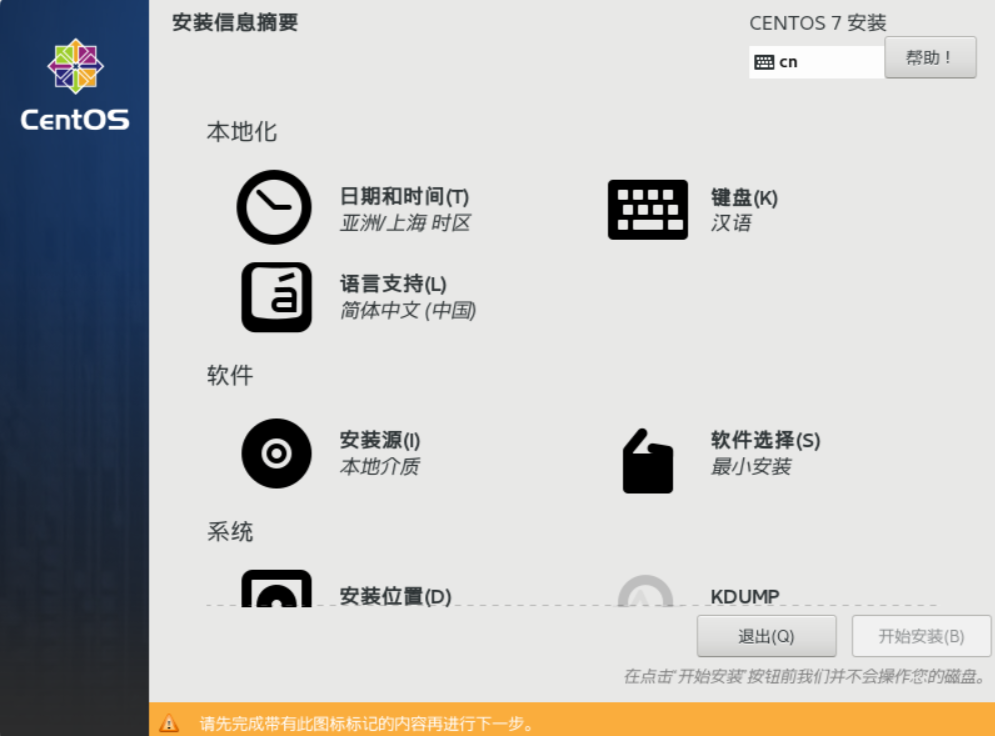 安装信息摘要
CENTOS 7 安装
cn
帮助！
CentOS
本地化
日期和时间(T)
亚洲/上海 时区
键盘(K)
汉语
语言支持(L)
简体中文 (中国)
软件
安装源(I)
本地介质
软件选择(S)
最小安装
系统
安装位置(D)
KDUMP
退出(Q)
开始安装(B)
在点击'开始安装'按钮前我们并不会操作您的磁盘。
请先完成带有此图标标记的内容再进行下一步。